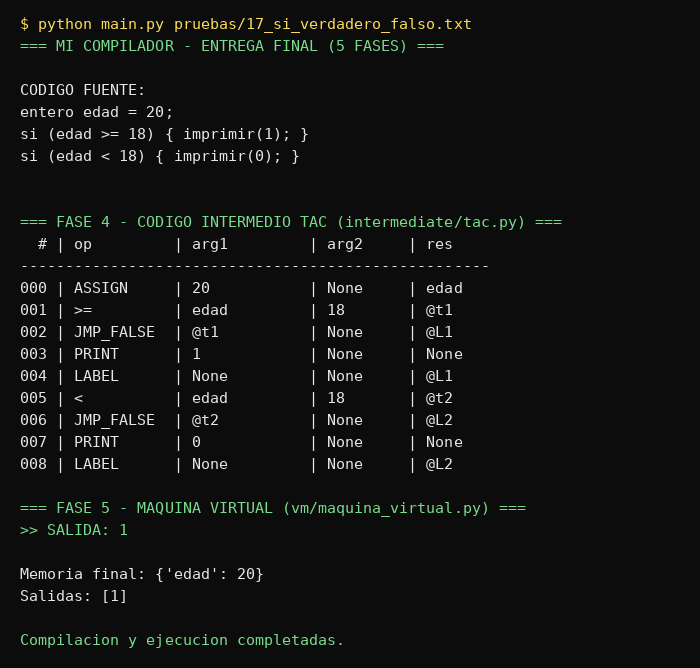 $ python main.py pruebas/17_si_verdadero_falso.txt
=== MI COMPILADOR - ENTREGA FINAL (5 FASES) ===
CODIGO FUENTE:
entero edad = 20;
si (edad >= 18) { imprimir(1); }
si (edad < 18) { imprimir(0); }
=== FASE 4 - CODIGO INTERMEDIO TAC (intermediate/tac.py) ===
  # | op         | arg1         | arg2     | res
----------------------------------------------------
000 | ASSIGN     | 20           | None     | edad
001 | >=         | edad         | 18       | @t1
002 | JMP_FALSE  | @t1          | None     | @L1
003 | PRINT      | 1            | None     | None
004 | LABEL      | None         | None     | @L1
005 | <          | edad         | 18       | @t2
006 | JMP_FALSE  | @t2          | None     | @L2
007 | PRINT      | 0            | None     | None
008 | LABEL      | None         | None     | @L2
=== FASE 5 - MAQUINA VIRTUAL (vm/maquina_virtual.py) ===
>> SALIDA: 1
Memoria final: {'edad': 20}
Salidas: [1]
Compilacion y ejecucion completadas.